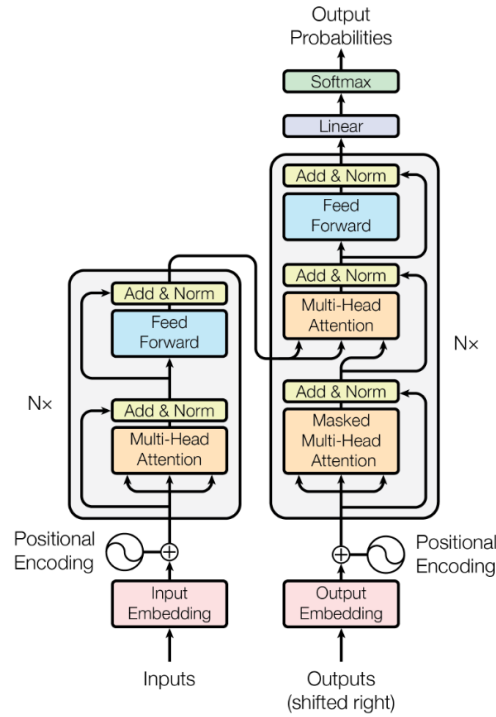 Output
Probabilities
Softmax
Linear
Add & Norm
Feed
Forward
Add & Norm
Multi-Head
Attention
Add & Norm
Masked
Multi-Head
Attention
N×
Add & Norm
Feed
Forward
Add & Norm
Multi-Head
Attention
N×
Positional
Encoding
Positional
Encoding
Input
Embedding
Output
Embedding
Inputs
Outputs
(shifted right)